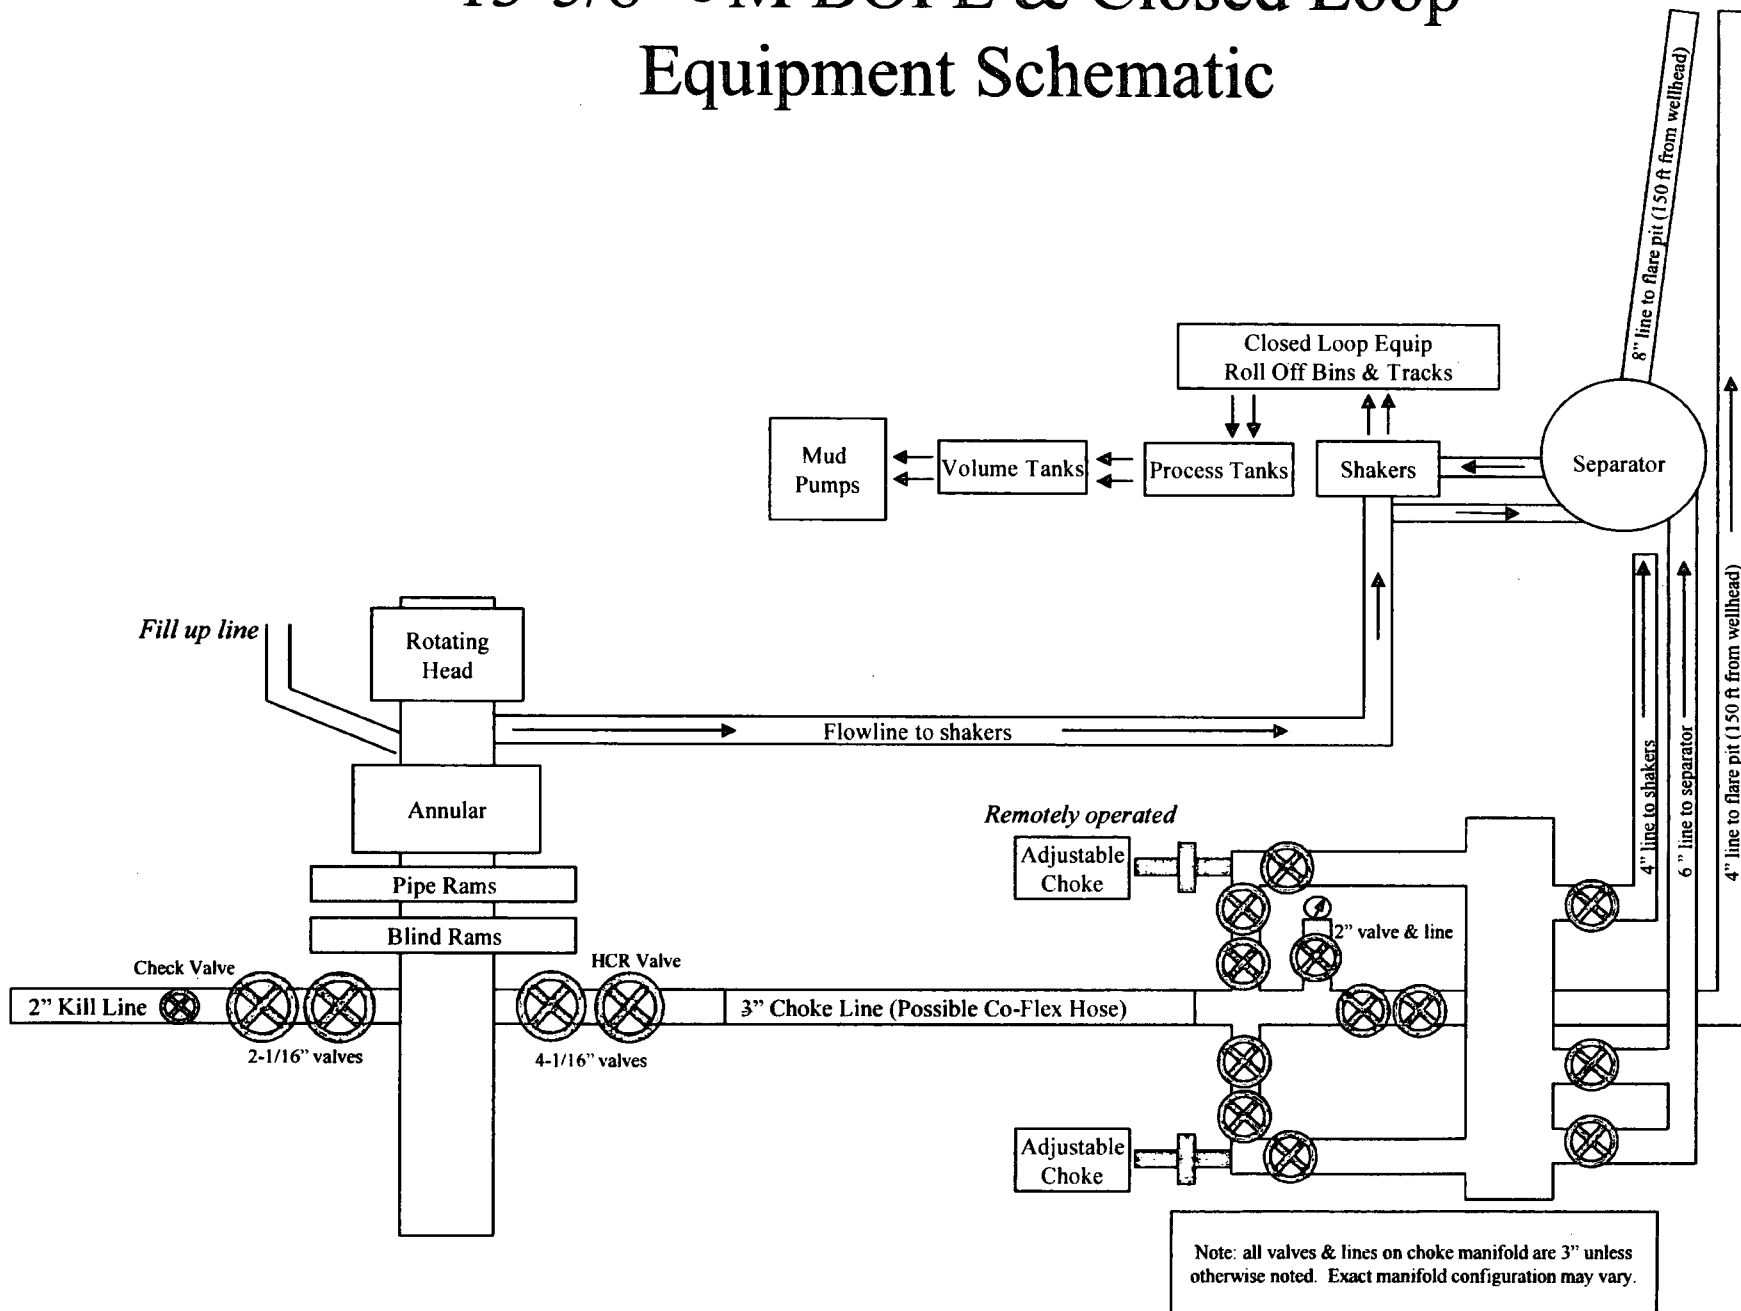 BOPE & Closed Loop
Equipment Schematic
8” line to flare pit (150 ft from wellhead)
Closed Loop Equip
Roll Off Bins & Tracks
Mud
Pumps
Volume Tanks
Process Tanks
Shakers
Separator
Fill up line
Rotating
Head
Flowline to shakers
Annular
Pipe Rams
Blind Rams
Check Valve
HCR Valve
2” Kill Line
2-1/16” valves
4-1/16” valves
3” Choke Line (Possible Co-Flex Hose)
Remotely operated
Adjustable
Choke
2” valve & line
Adjustable
Choke
4” line to shakers
6 ” line to separator
4” line to flare pit (150 ft from wellhead)
Note: all valves & lines on choke manifold are 3” unless
otherwise noted. Exact manifold configuration may vary.